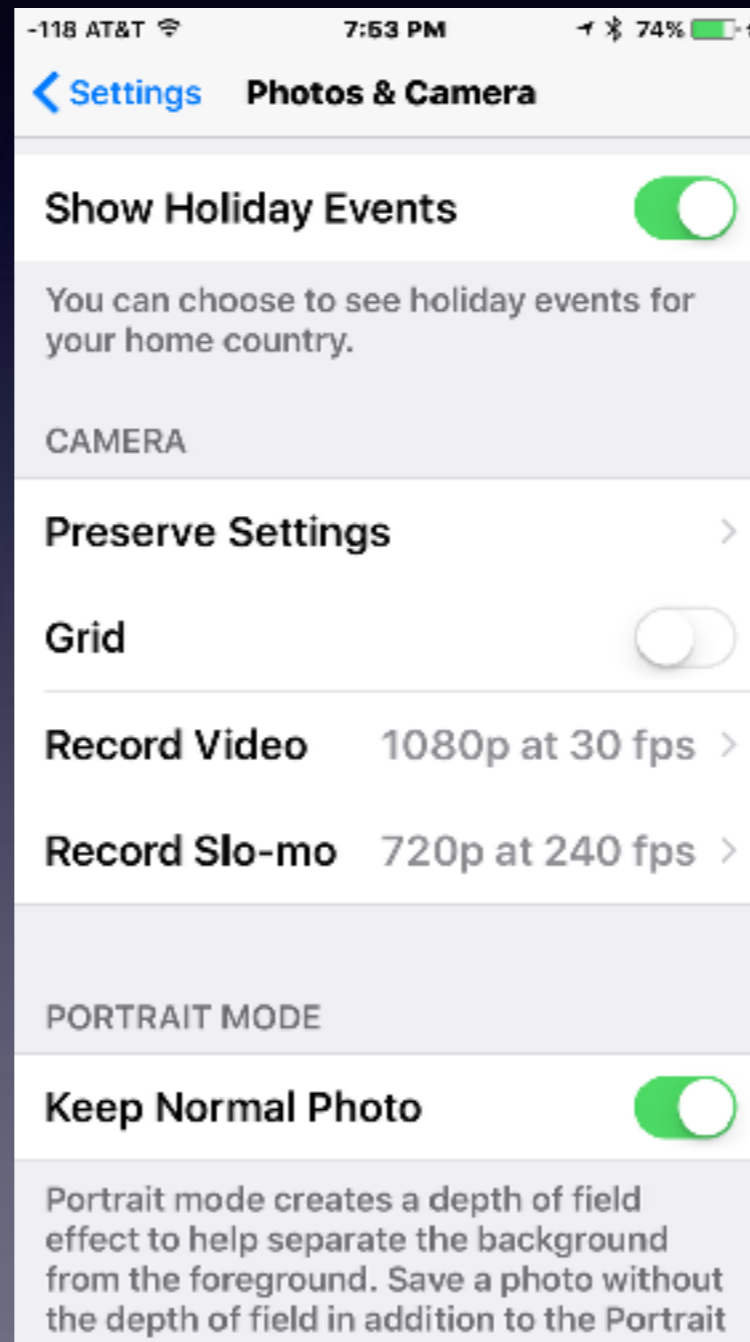 -118 AT&T 7:53 PM 74%
Settings Photos & Camera
Show Holiday Events
You can choose to see holiday events for
your home country.
CAMERA
Preserve Settings
Grid
Record Video 1080p at 30 fps
Record Slo-mo 720p at 240 fps
PORTRAIT MODE
Keep Normal Photo
Portrait mode creates a depth of field
effect to help separate the background
from the foreground. Save a photo without
the depth of field in addition to the Portrait